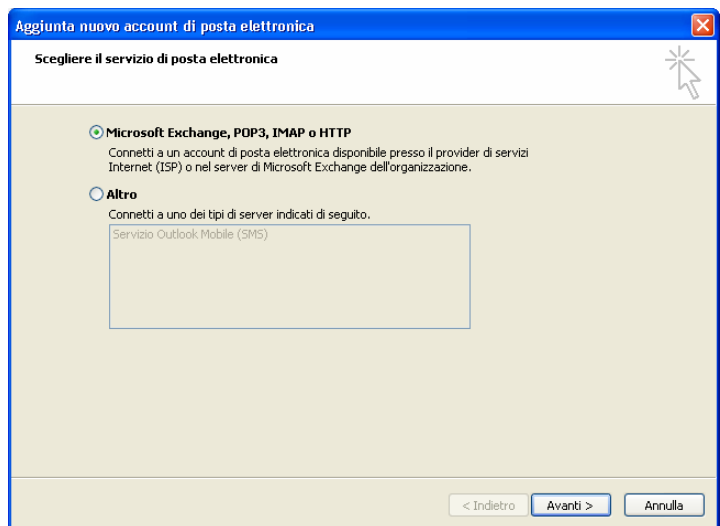 Aggiunta nuovo account di posta elettronica
Scegliere il servizio di posta elettronica
Microsoft Exchange, POP3, IMAP o HTTP
Connetti a un account di posta elettronica disponibile presso il provider di servizi
Internet (ISP) o nel server di Microsoft Exchange dell'organizzazione.
Altro
Connetti a uno dei tipi di server indicati di seguito.
Servizio Outlook Mobile (SMS)
< Indietro Avanti > Annulla